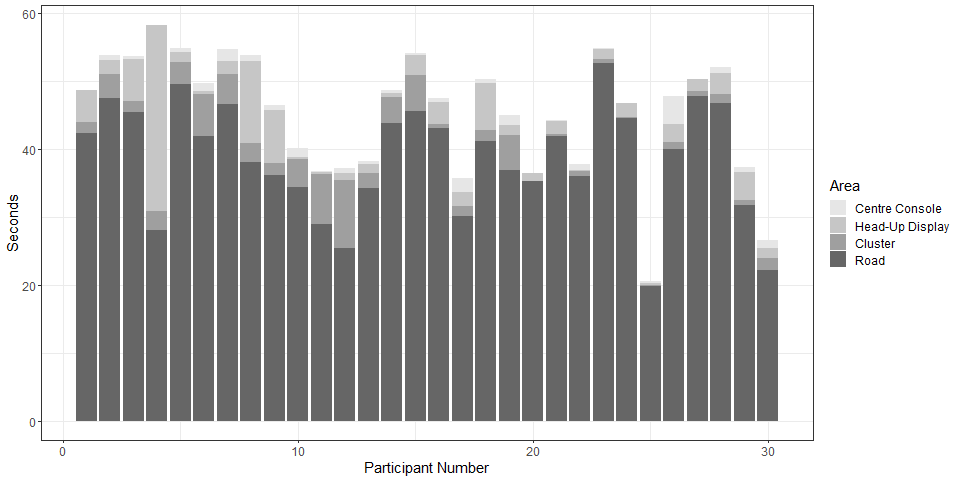 60
40
20
0
Seconds
0
10
20
30
Participant Number
Area
Centre Console
Head-Up Display
Cluster
Road